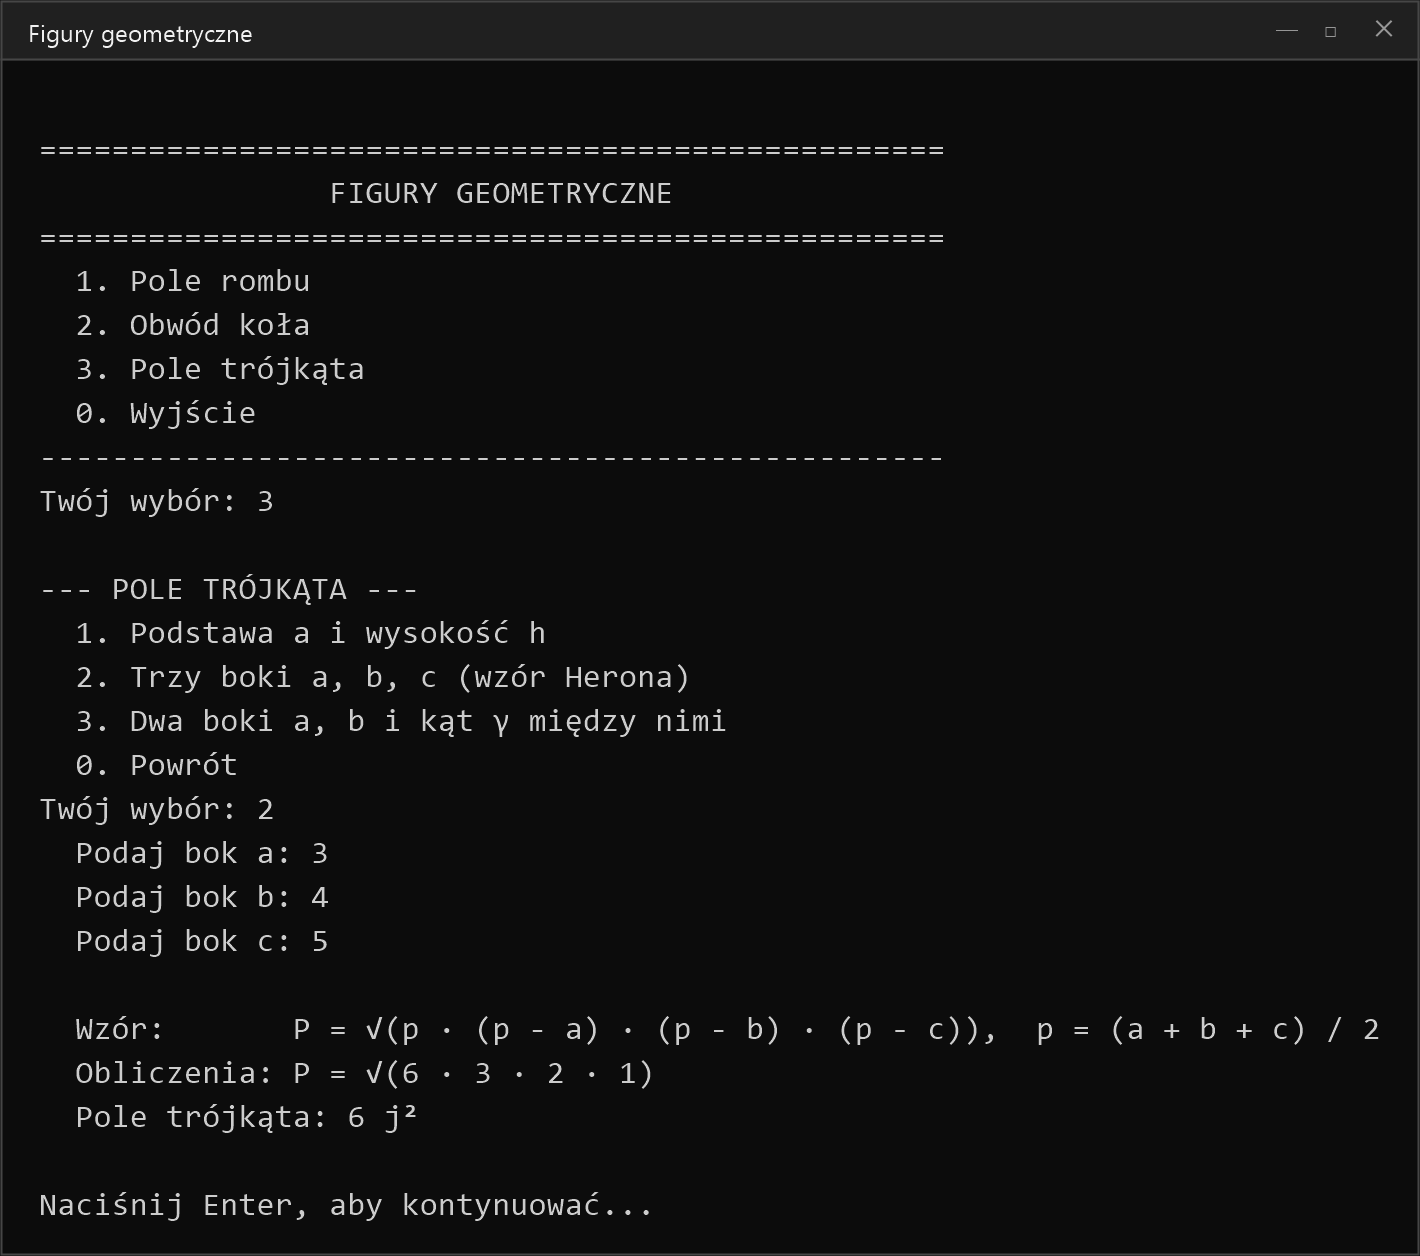 Figury geometryczne
==================================================
FIGURY GEOMETRYCZNE
==================================================
1. Pole rombu
2. Obwód koła
3. Pole trójkąta
0. Wyjście
--------------------------------------------------
Twój wybór: 3
--- POLE TRÓJKĄTA ---
1. Podstawa a i wysokość h
2. Trzy boki a, b, c (wzór Herona)
3. Dwa boki a, b i kąt γ między nimi
0. Powrót
Twój wybór: 2
Podaj bok a: 3
Podaj bok b: 4
Podaj bok c: 5
Wzór: P = √(p · (p - a) · (p - b) · (p - c)), p = (a + b + c) / 2
Obliczenia: P = √(6 · 3 · 2 · 1)
Pole trójkąta: 6 j²
Naciśnij Enter, aby kontynuować...